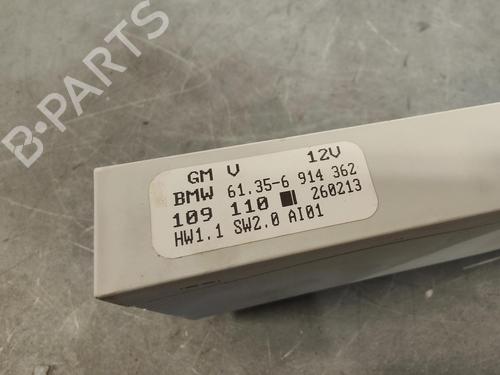 B-PARTS
GM V 12V
BMW 61.35-6 914 362
109 110 260213
HW1.1 SW2.0 AI01